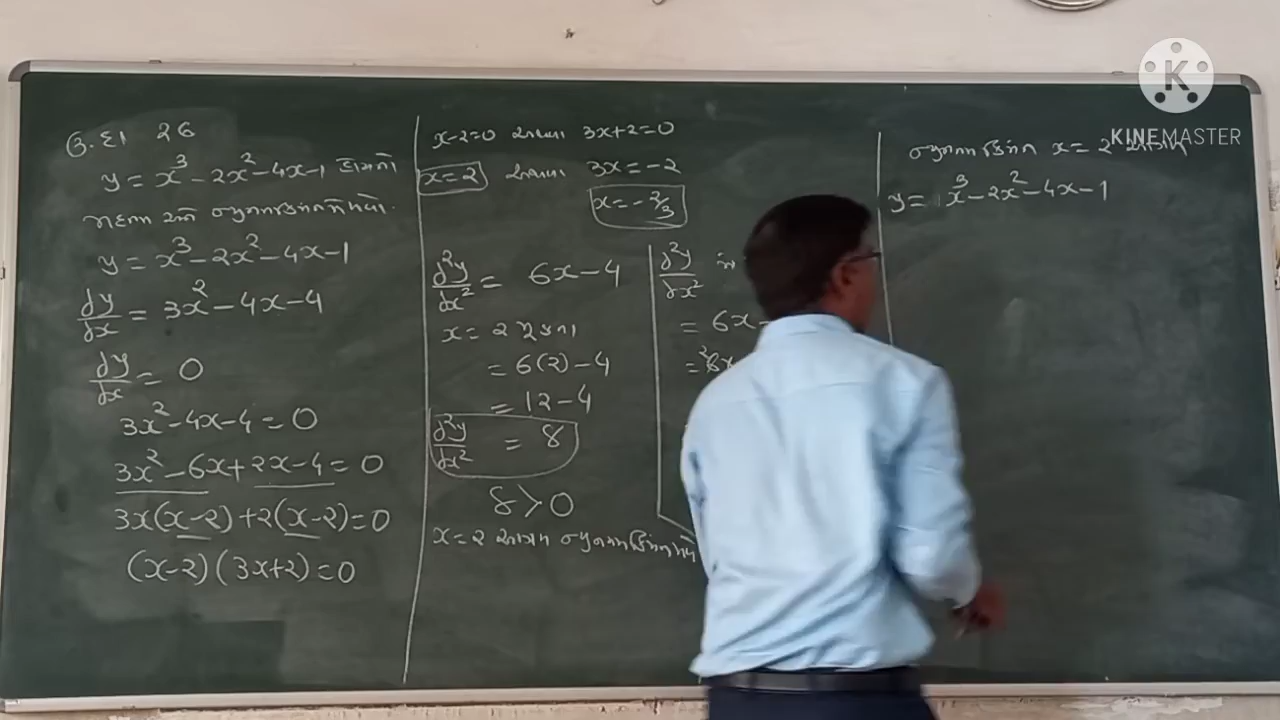 ઉ.દા 26
y = x³ - 2x² - 4x - 1 હોય તો
મહત્તમ અને ન્યુનતમ કિંમત મેળવો.
y = x³ - 2x² - 4x - 1
dy/dx = 3x² - 4x - 4
dy/dx = 0
3x² - 4x - 4 = 0
3x² - 6x + 2x - 4 = 0
3x(x-2) + 2(x-2) = 0
(x-2)(3x+2) = 0
x-2=0 અથવા 3x+2=0
x=2 અથવા 3x = -2
x = -2/3
d²y/dx² = 6x - 4
x = 2 મુકતા
= 6(2) - 4
= 12 - 4
d²y/dx² = 8
8 > 0
x = 2 આગળ ન્યુનતમ કિંમત મળે
d²y/dx² માં
= 6x
ન્યુનતમ કિંમત x = 2 આગળ
y = x³ - 2x² - 4x - 1
KINEMASTER